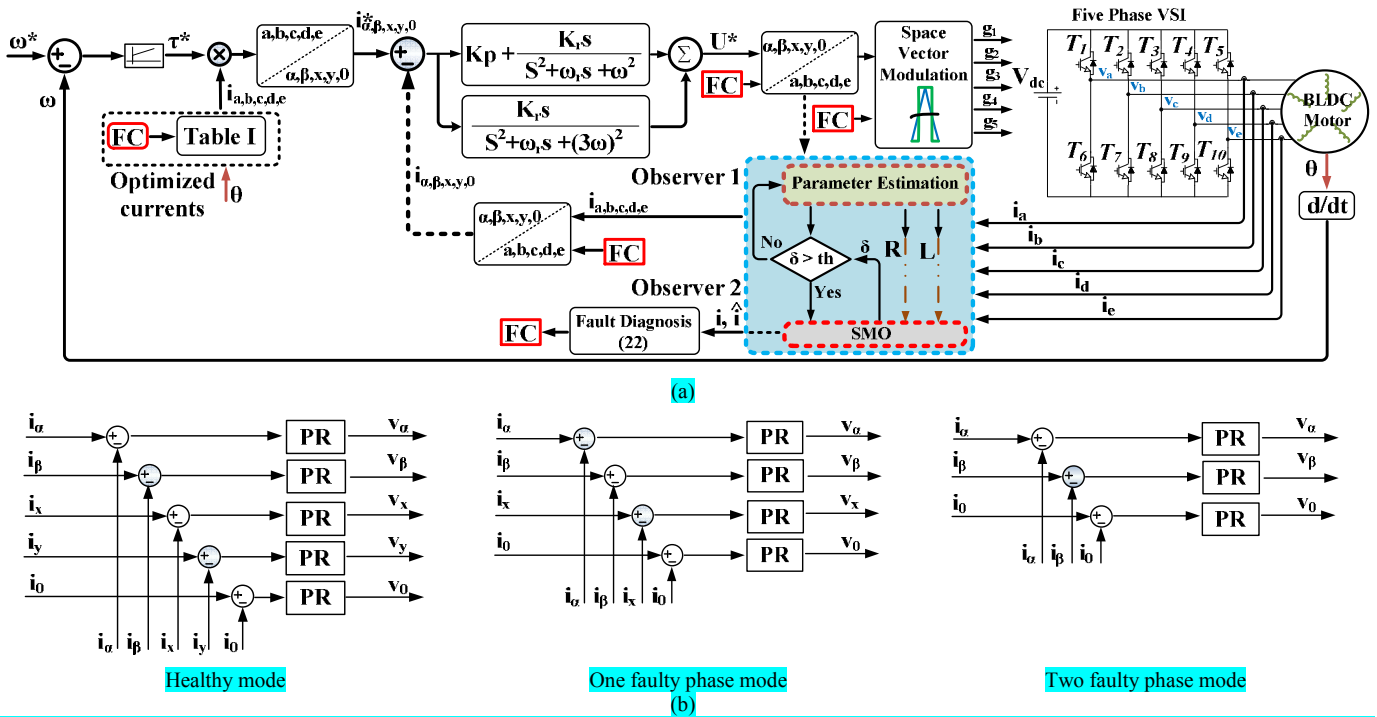 ω*
+
−
τ*
a,b,c,d,e
α,β,x,y,0
i*α,β,x,y,0
+
−
Kp + Kᵣs / S²+ωᵣs +ω²
Kᵣs / S²+ωᵣs+(3ω)²
Σ
U*
α,β,x,y,0
a,b,c,d,e
FC
Space
Vector
Modulation
FC
g₁
g₂
g₃
g₄
g₅
Five Phase VSI
T₁ T₂ T₃ T₄ T₅
Vdc
va
vb
vc
vd
ve
T₆ T₇ T₈ T₉ T₁₀
BLDC
Motor
θ
d/dt
ω
ia,b,c,d,e
FC
Table I
Optimized
currents
θ
iα,β,x,y,0
Observer 1
Parameter Estimation
ia,b,c,d,e
α,β,x,y,0
a,b,c,d,e
FC
No
δ > th
δ
R
L
Yes
Observer 2
SMO
i, î
Fault Diagnosis
(22)
FC
ia
ib
ic
id
ie
(a)
iα + − PR vα
iβ + − PR vβ
ix + − PR vx
iy + − PR vy
i0 + − PR v0
iα iβ ix iy i0
Healthy mode
iα + − PR vα
iβ + − PR vβ
ix + − PR vx
i0 + − PR v0
iα iβ ix i0
One faulty phase mode
iα + − PR vα
iβ + − PR vβ
i0 + − PR v0
iα iβ i0
Two faulty phase mode
(b)